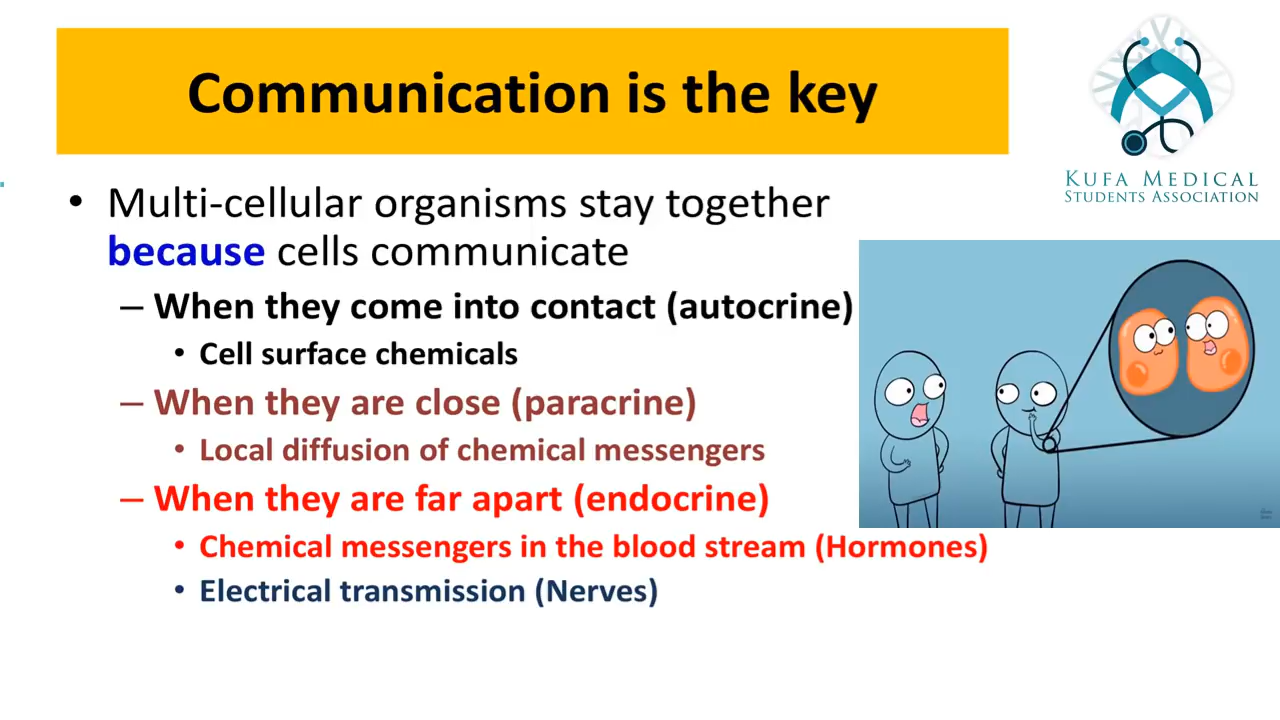 Communication is the key
KUFA MEDICAL
STUDENTS ASSOCIATION
• Multi-cellular organisms stay together
because cells communicate
– When they come into contact (autocrine)
• Cell surface chemicals
– When they are close (paracrine)
• Local diffusion of chemical messengers
– When they are far apart (endocrine)
• Chemical messengers in the blood stream (Hormones)
• Electrical transmission (Nerves)